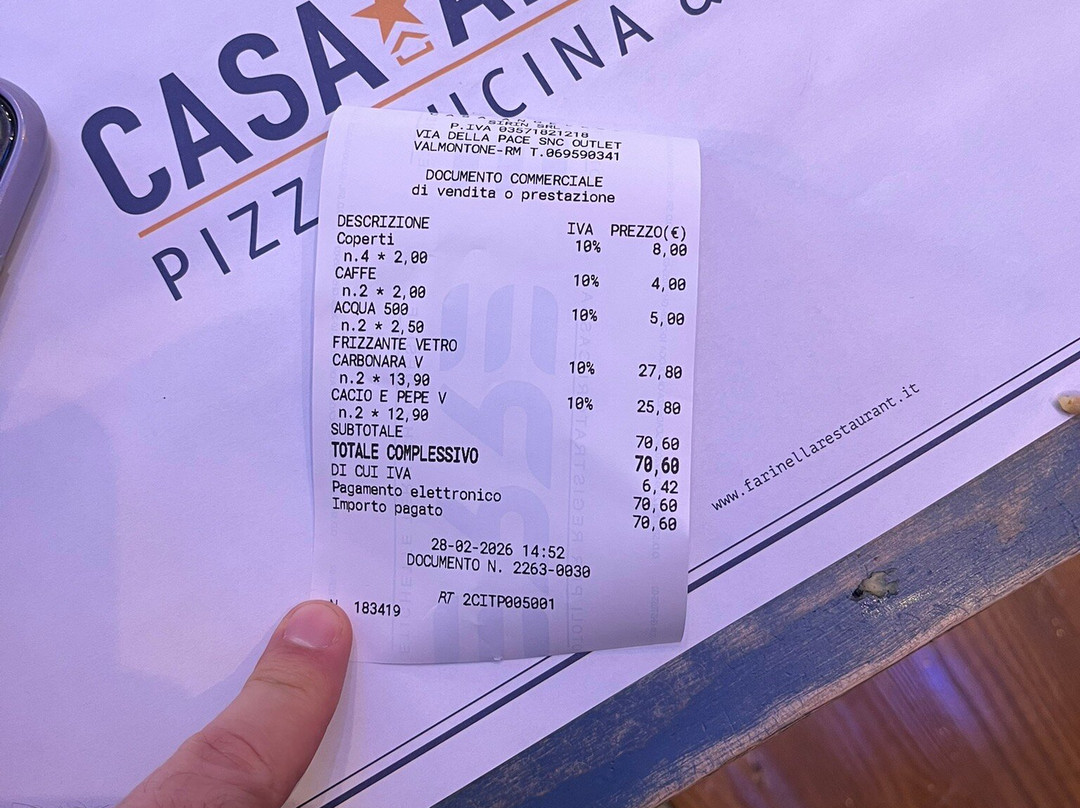 CASA
PIZZ
UCINA
SIRIN SRL
P.IVA 03571821218
VIA DELLA PACE SNC OUTLET
VALMONTONE-RM T.069590341
DOCUMENTO COMMERCIALE
di vendita o prestazione
DESCRIZIONE IVA PREZZO(€)
Coperti 10% 8,00
n.4 * 2,00
CAFFE 10% 4,00
n.2 * 2,00
ACQUA 500 10% 5,00
n.2 * 2,50
FRIZZANTE VETRO
CARBONARA V 10% 27,80
n.2 * 13,90
CACIO E PEPE V 10% 25,80
n.2 * 12,90
SUBTOTALE 70,60
TOTALE COMPLESSIVO 70,60
DI CUI IVA 6,42
Pagamento elettronico 70,60
Importo pagato 70,60
28-02-2026 14:52
DOCUMENTO N. 2263-0030
RT 2CITP005001
N. 183419
www.farinellarestaurant.it